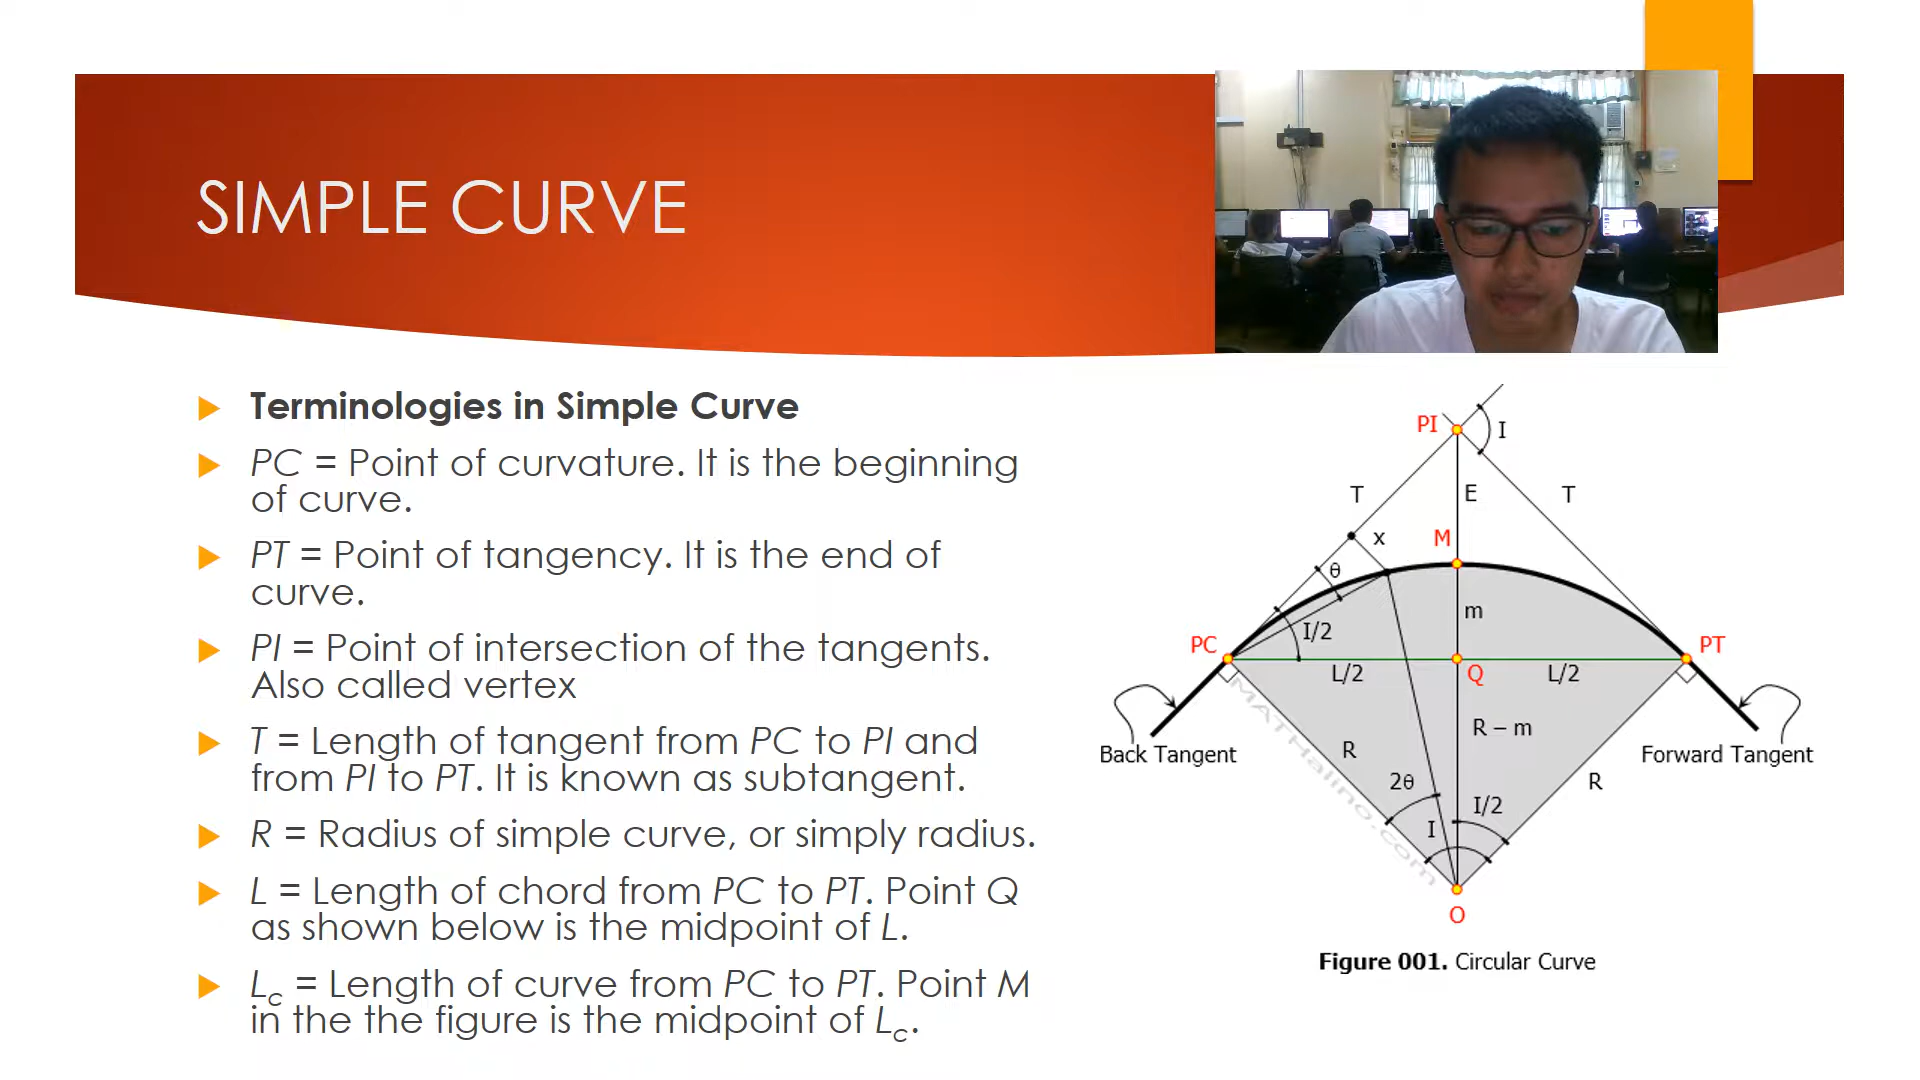 SIMPLE CURVE
Terminologies in Simple Curve
PC = Point of curvature. It is the beginning
of curve.
PT = Point of tangency. It is the end of
curve.
PI = Point of intersection of the tangents.
Also called vertex
T = Length of tangent from PC to PI and
from PI to PT. It is known as subtangent.
R = Radius of simple curve, or simply radius.
L = Length of chord from PC to PT. Point Q
as shown below is the midpoint of L.
Lc = Length of curve from PC to PT. Point M
in the the figure is the midpoint of Lc.
PI
I
T
E
T
M
x
θ
m
I/2
PC
PT
L/2
Q
L/2
R – m
Back Tangent
R
Forward Tangent
2θ
R
I/2
I
MATHalino.com
O
Figure 001. Circular Curve